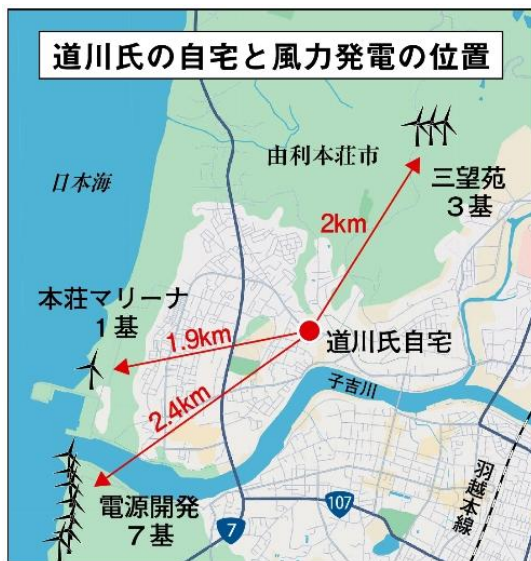 道川氏の自宅と風力発電の位置
由利本荘市
日本海
三望苑
3基
2km
本荘マリーナ
1基
1.9km
道川氏自宅
2.4km
子吉川
電源開発
7基
7
107
羽越本線